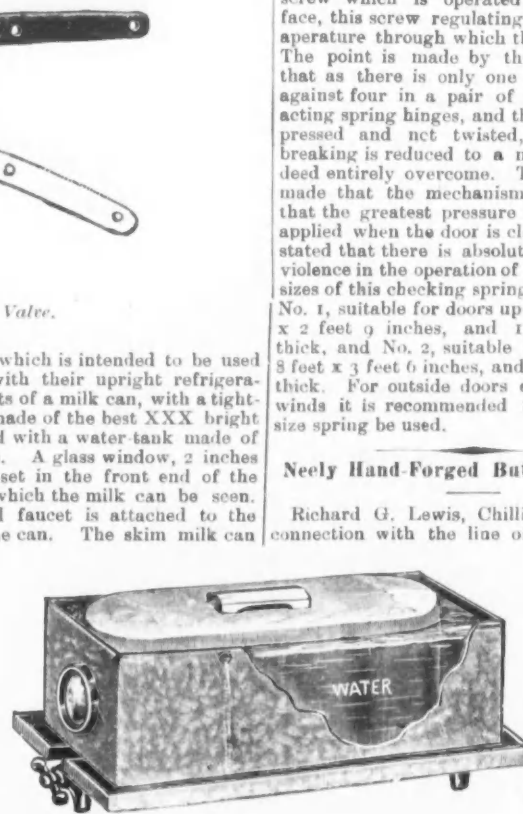 Valve.
which is intended to be used
with their upright refrigera-
ts of a milk can, with a tight-
made of the best XXX bright
d with a water-tank made of
. A glass window, 2 inches
set in the front end of the
which the milk can be seen.
l faucet is attached to the
e can. The skim milk can
screw which is operated
face, this screw regulating
aperature through which th
The point is made by th
that as there is only one
against four in a pair of
acting spring hinges, and th
pressed and nct twisted,
breaking is reduced to a m
deed entirely overcome. T
made that the mechanism
that the greatest pressure
applied when the door is cl
stated that there is absolut
violence in the operation of
sizes of this checking spring
No. 1, suitable for doors up
x 2 feet 9 inches, and 1
thick, and No. 2, suitable
8 feet x 3 feet 6 inches, and
thick. For outside doors e
winds it is recommended
size spring be used.
Neely Hand-Forged But
Richard G. Lewis, Chilli
connection with the line o
WATER